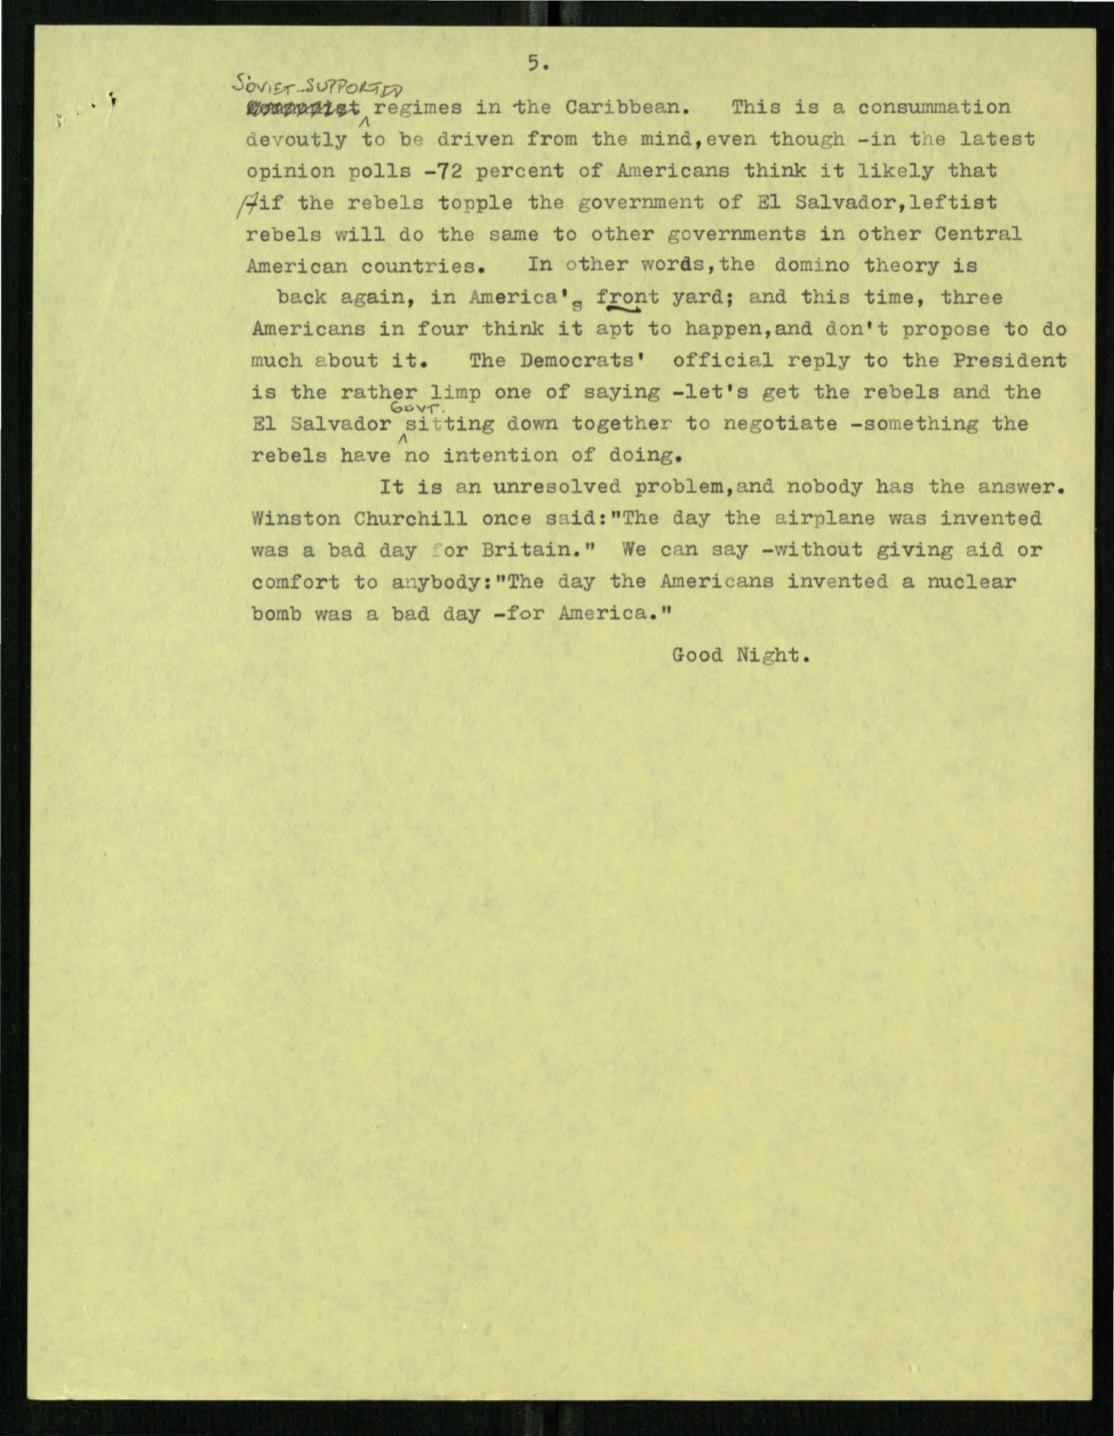 5.
SOVIET-SUPPORTED
regimes in the Caribbean. This is a consummation
devoutly to be driven from the mind,even though -in the latest
opinion polls -72 percent of Americans think it likely that
if the rebels topple the government of El Salvador,leftist
rebels will do the same to other governments in other Central
American countries. In other words,the domino theory is
back again, in America's front yard; and this time, three
Americans in four think it apt to happen,and don't propose to do
much about it. The Democrats' official reply to the President
is the rather limp one of saying -let's get the rebels and the
GOVT.
El Salvador sitting down together to negotiate -something the
rebels have no intention of doing.
It is an unresolved problem,and nobody has the answer.
Winston Churchill once said:"The day the airplane was invented
was a bad day for Britain." We can say -without giving aid or
comfort to anybody:"The day the Americans invented a nuclear
bomb was a bad day -for America."
Good Night.